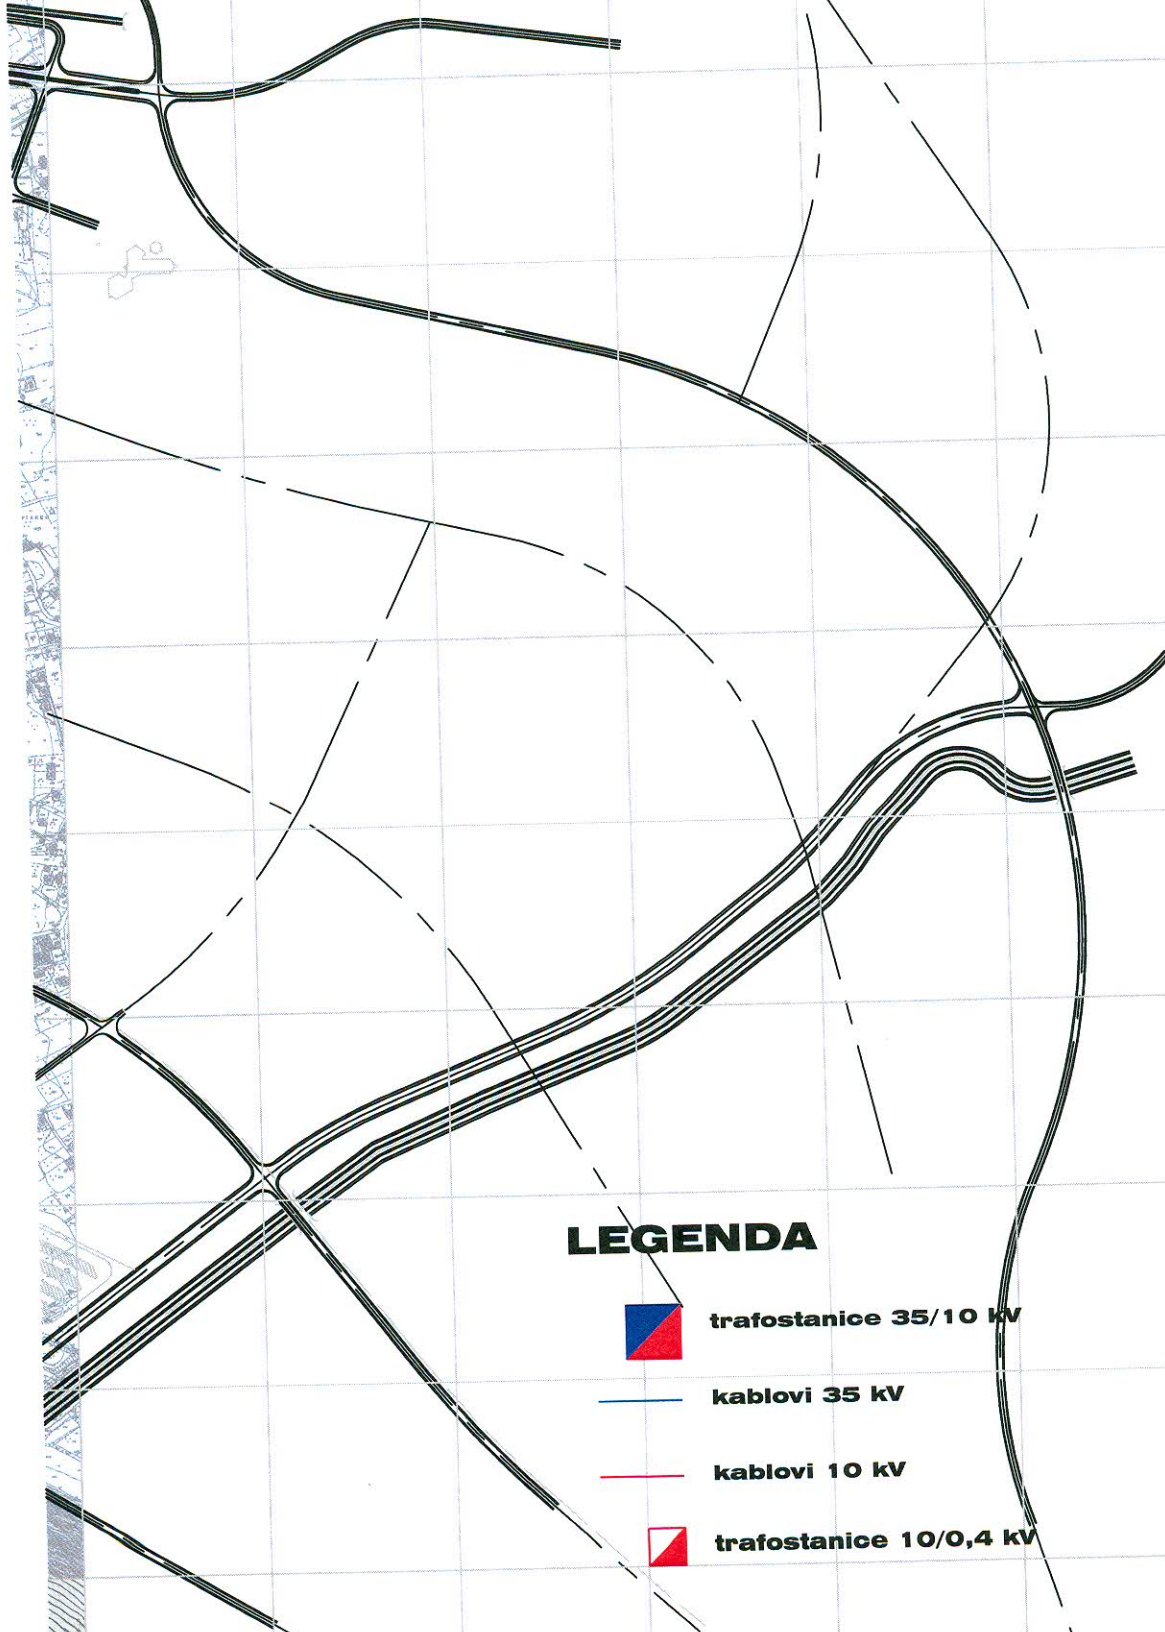 LEGENDA
trafostanice 35/10 kV
kablovi 35 kV
kablovi 10 kV
trafostanice 10/0,4 kV